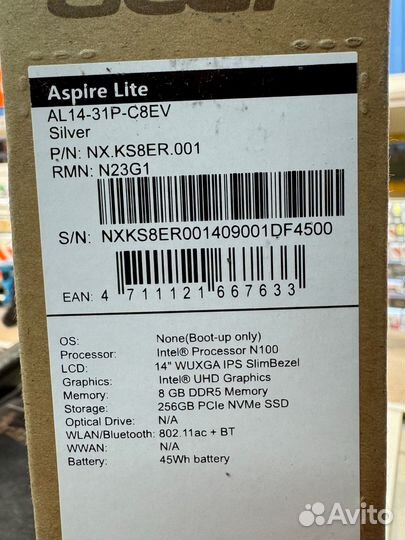 acer
Aspire Lite
AL14-31P-C8EV
Silver
P/N: NX.KS8ER.001
RMN: N23G1
S/N: NXKS8ER001409001DF4500
EAN: 4 711121 667633
OS: None(Boot-up only)
Processor: Intel® Processor N100
LCD: 14" WUXGA IPS SlimBezel
Graphics: Intel® UHD Graphics
Memory: 8 GB DDR5 Memory
Storage: 256GB PCIe NVMe SSD
Optical Drive: N/A
WLAN/Bluetooth: 802.11ac + BT
WWAN: N/A
Battery: 45Wh battery
Avito